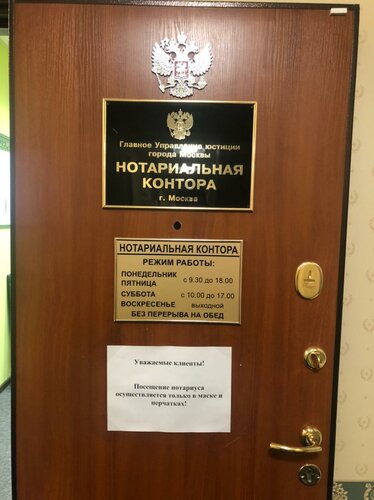 Главное Управление юстиции
города Москвы
НОТАРИАЛЬНАЯ
КОНТОРА
г. Москва
НОТАРИАЛЬНАЯ КОНТОРА
РЕЖИМ РАБОТЫ:
ПОНЕДЕЛЬНИК
ПЯТНИЦА с 9.30 до 18.00
СУББОТА с 10.00 до 17.00
ВОСКРЕСЕНЬЕ выходной
БЕЗ ПЕРЕРЫВА НА ОБЕД
Уважаемые клиенты!
Посещение нотариуса
осуществляется только в маске и
перчатках!